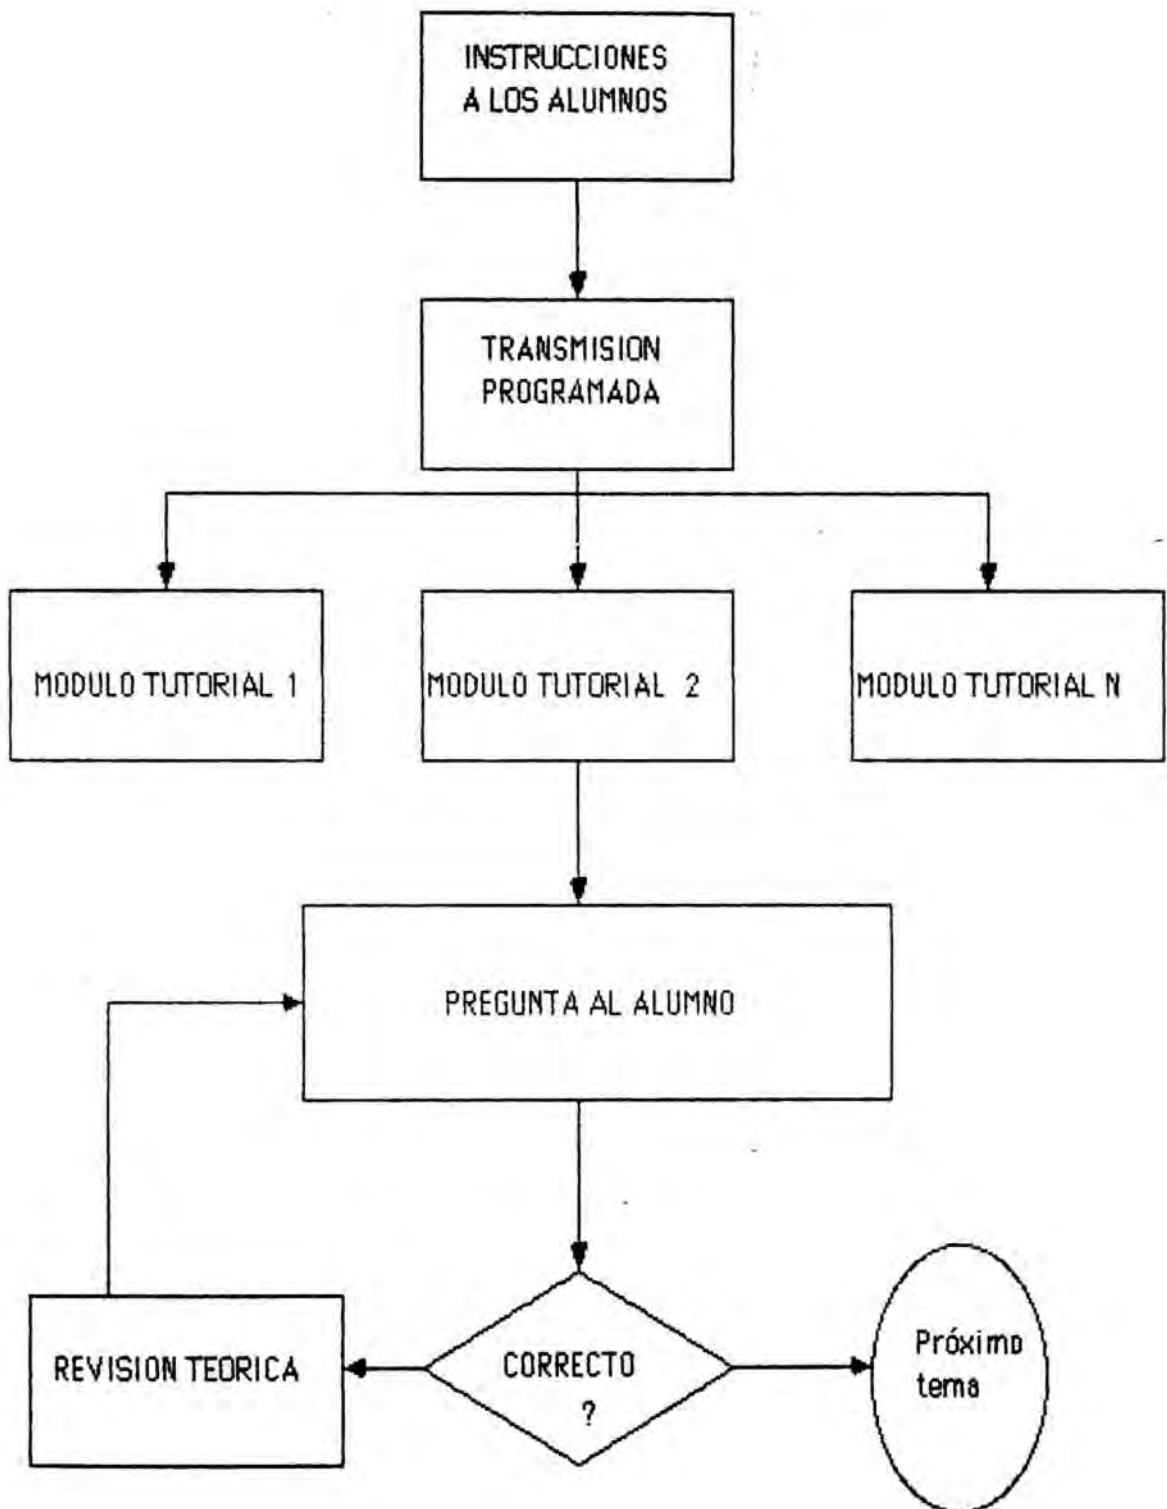 INSTRUCCIONES
A LOS ALUMNOS
TRANSMISION
PROGRAMADA
MODULO TUTORIAL 1
MODULO TUTORIAL 2
MODULO TUTORIAL N
PREGUNTA AL ALUMNO
REVISION TEORICA
CORRECTO
?
Próximo
tema